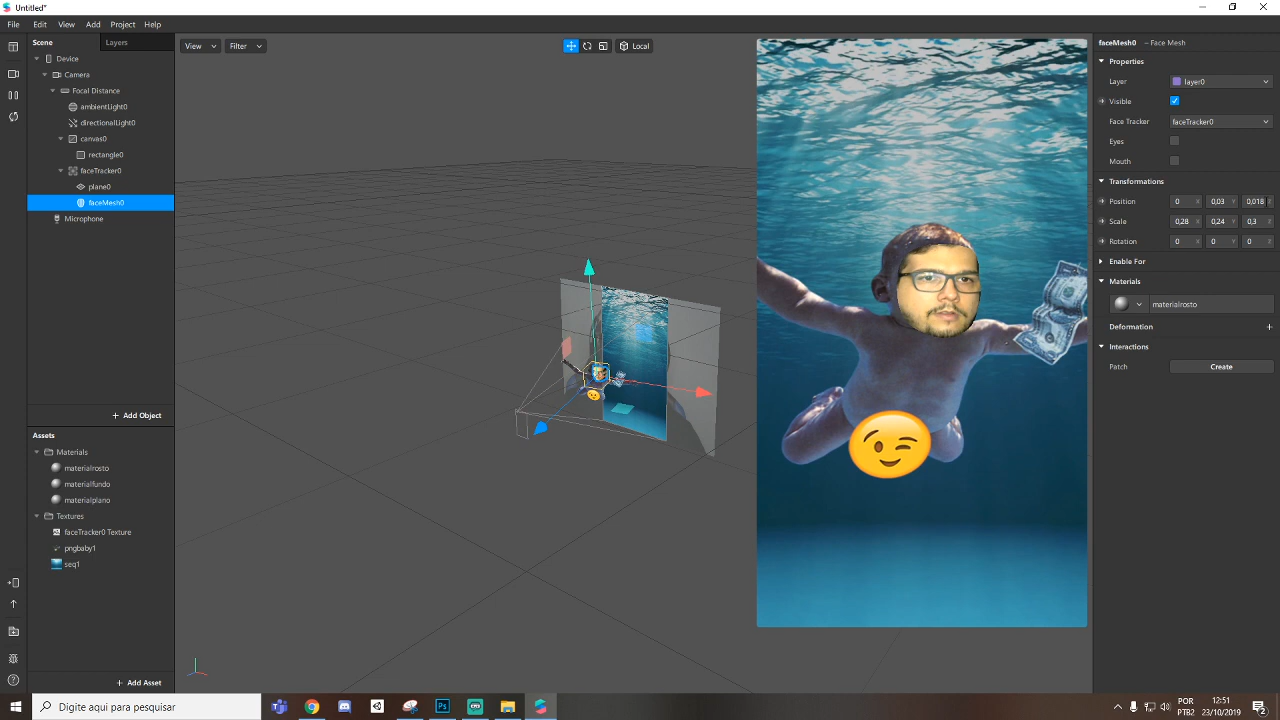 Untitled*
File Edit View Add Project Help
Scene Layers
View Filter Local
Device
Camera
Focal Distance
ambientLight0
directionalLight0
canvas0
rectangle0
faceTracker0
plane0
faceMesh0
Microphone
+ Add Object
Assets
Materials
materialrosto
materialfundo
materialplano
Textures
faceTracker0 Texture
pngbaby1
seq1
+ Add Asset
faceMesh0 – Face Mesh
Properties
Layer layer0
Visible
Face Tracker faceTracker0
Eyes
Mouth
Transformations
Position 0 X 0,03 Y 0,018 Z
Scale 0,28 X 0,24 Y 0,3 Z
Rotation 0 X 0 Y 0 Z
Enable For
Materials
materialrosto
Deformation +
Interactions
Patch Create
Digite aqui para pesquisar
Ps
POR
PTB2
12:51
23/10/2019
2